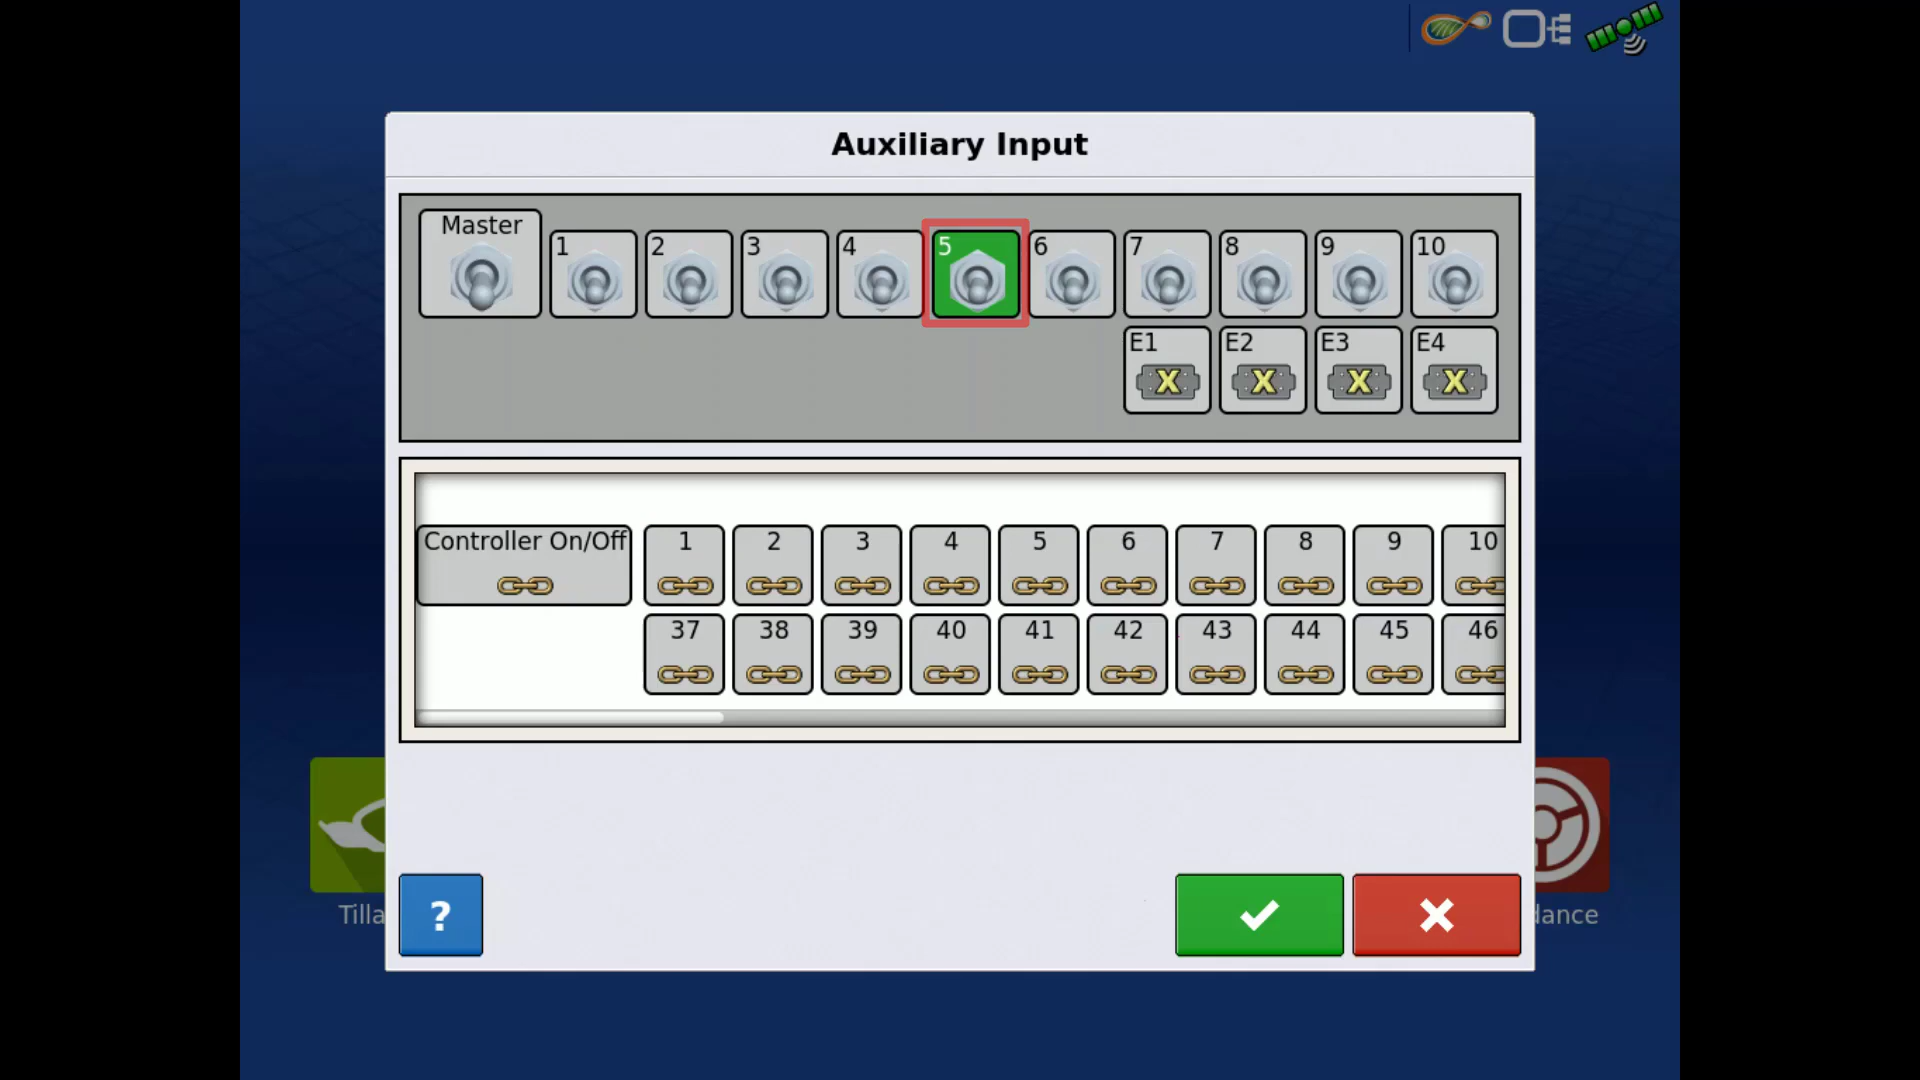 Auxiliary Input
Master
1 2 3 4 5 6 7 8 9 10
E1 E2 E3 E4
X X X X
Controller On/Off 1 2 3 4 5 6 7 8 9 10
37 38 39 40 41 42 43 44 45 46
Tilla
dance
?